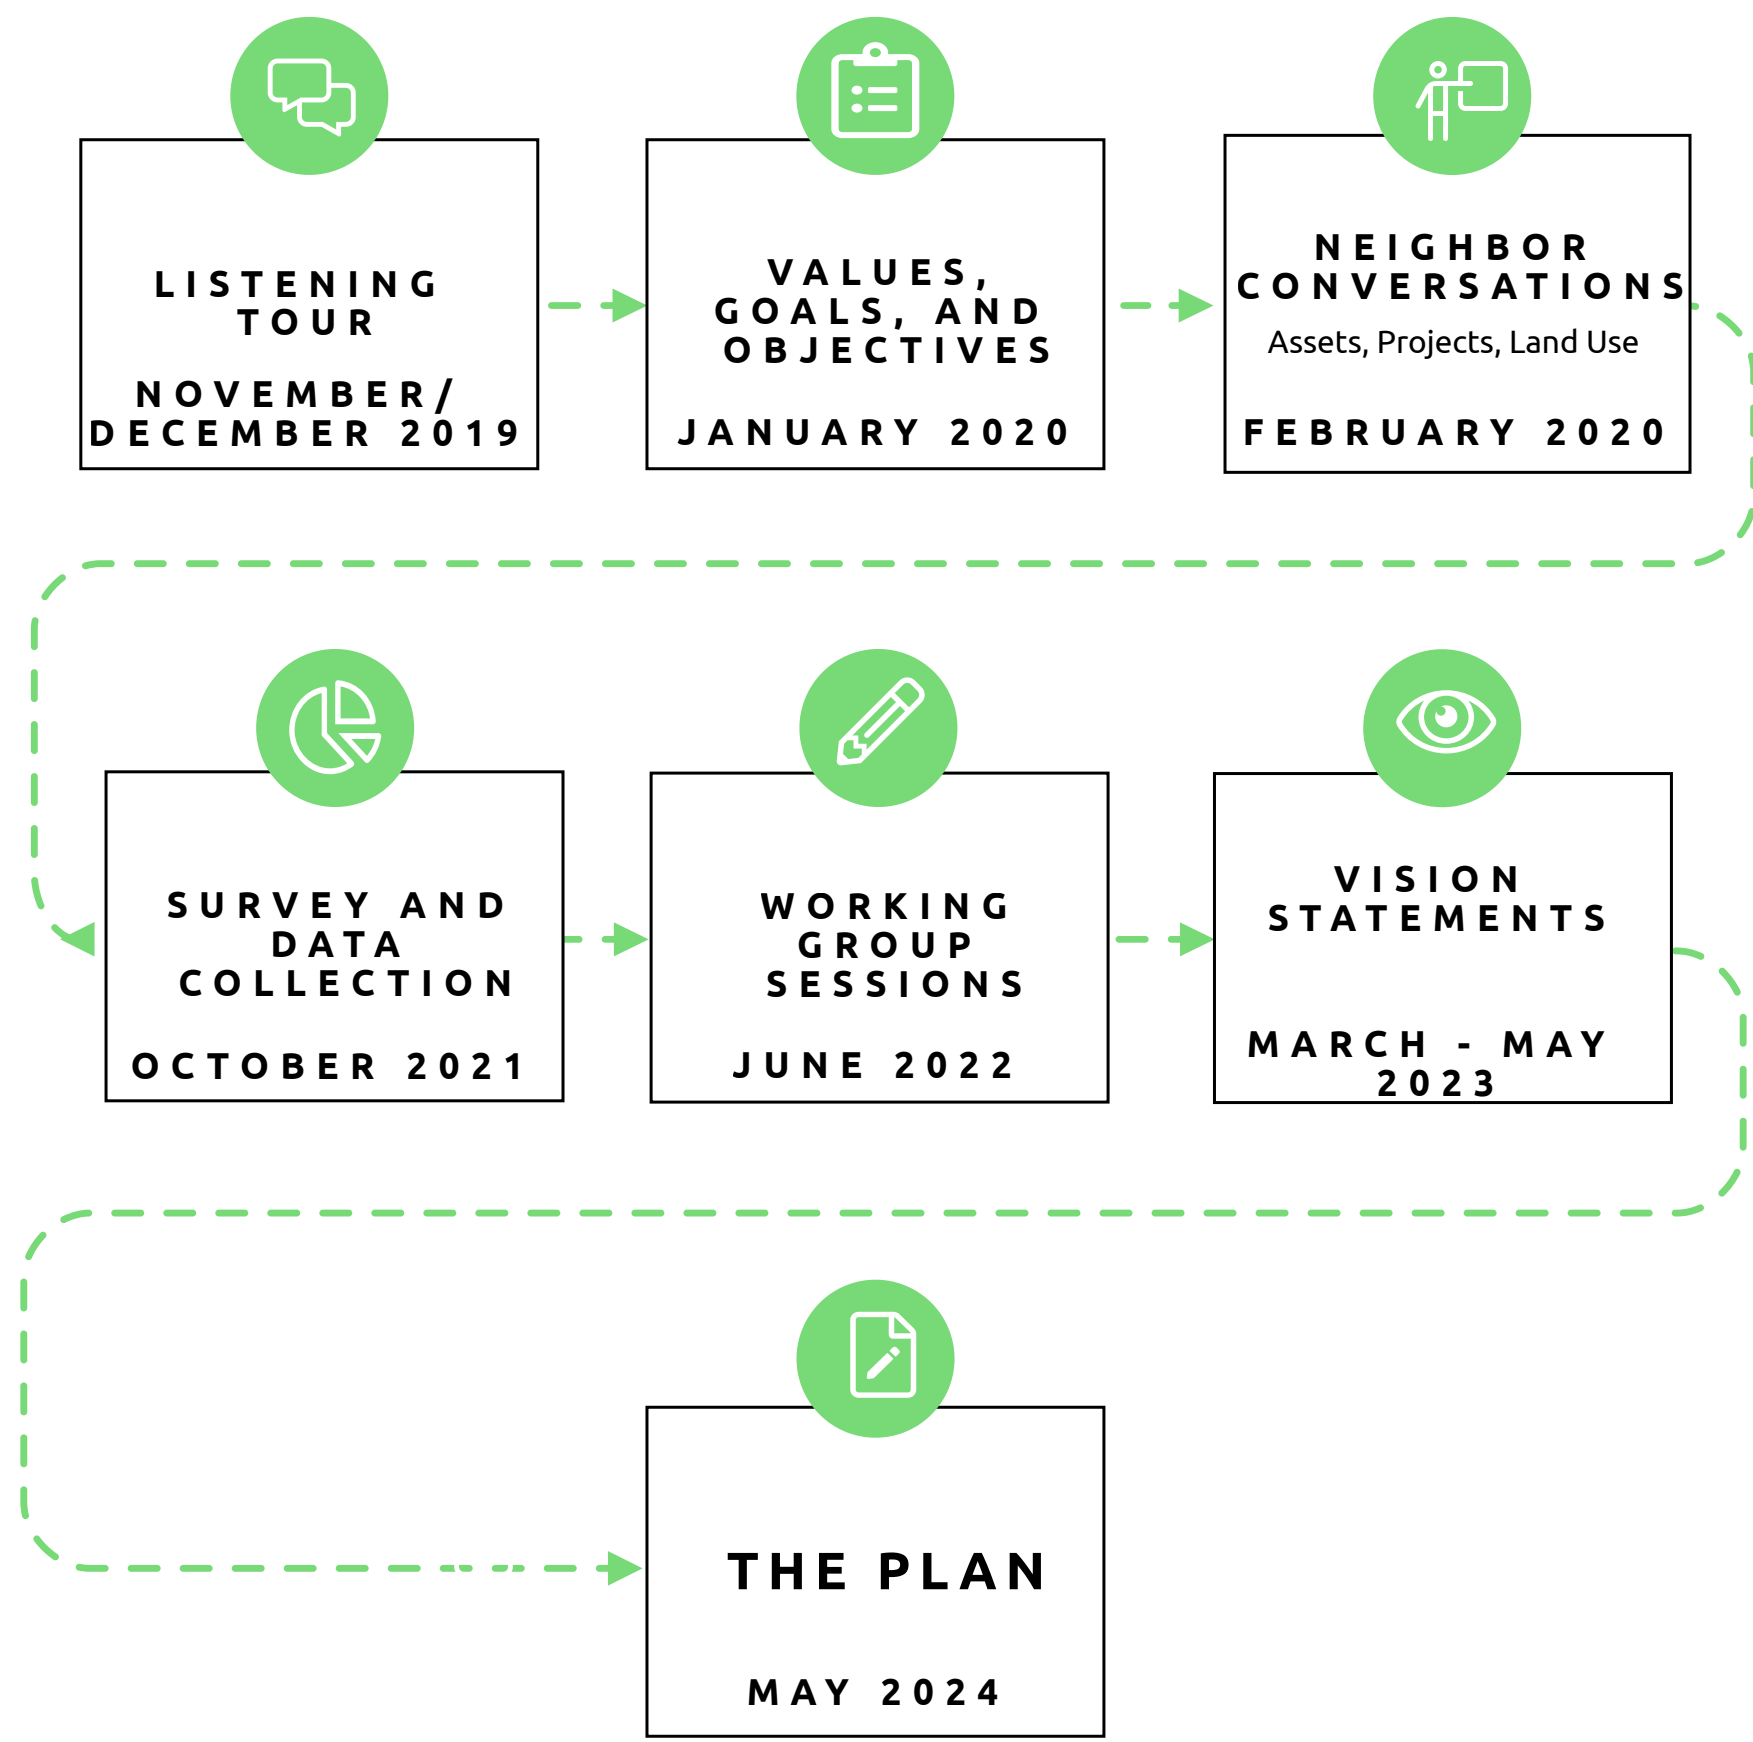 LISTENING
TOUR
NOVEMBER/
DECEMBER 2019
VALUES,
GOALS, AND
OBJECTIVES
JANUARY 2020
NEIGHBOR
CONVERSATIONS
Assets, Projects, Land Use
FEBRUARY 2020
SURVEY AND
DATA
COLLECTION
OCTOBER 2021
WORKING
GROUP
SESSIONS
JUNE 2022
VISION
STATEMENTS
MARCH - MAY
2023
THE PLAN
MAY 2024